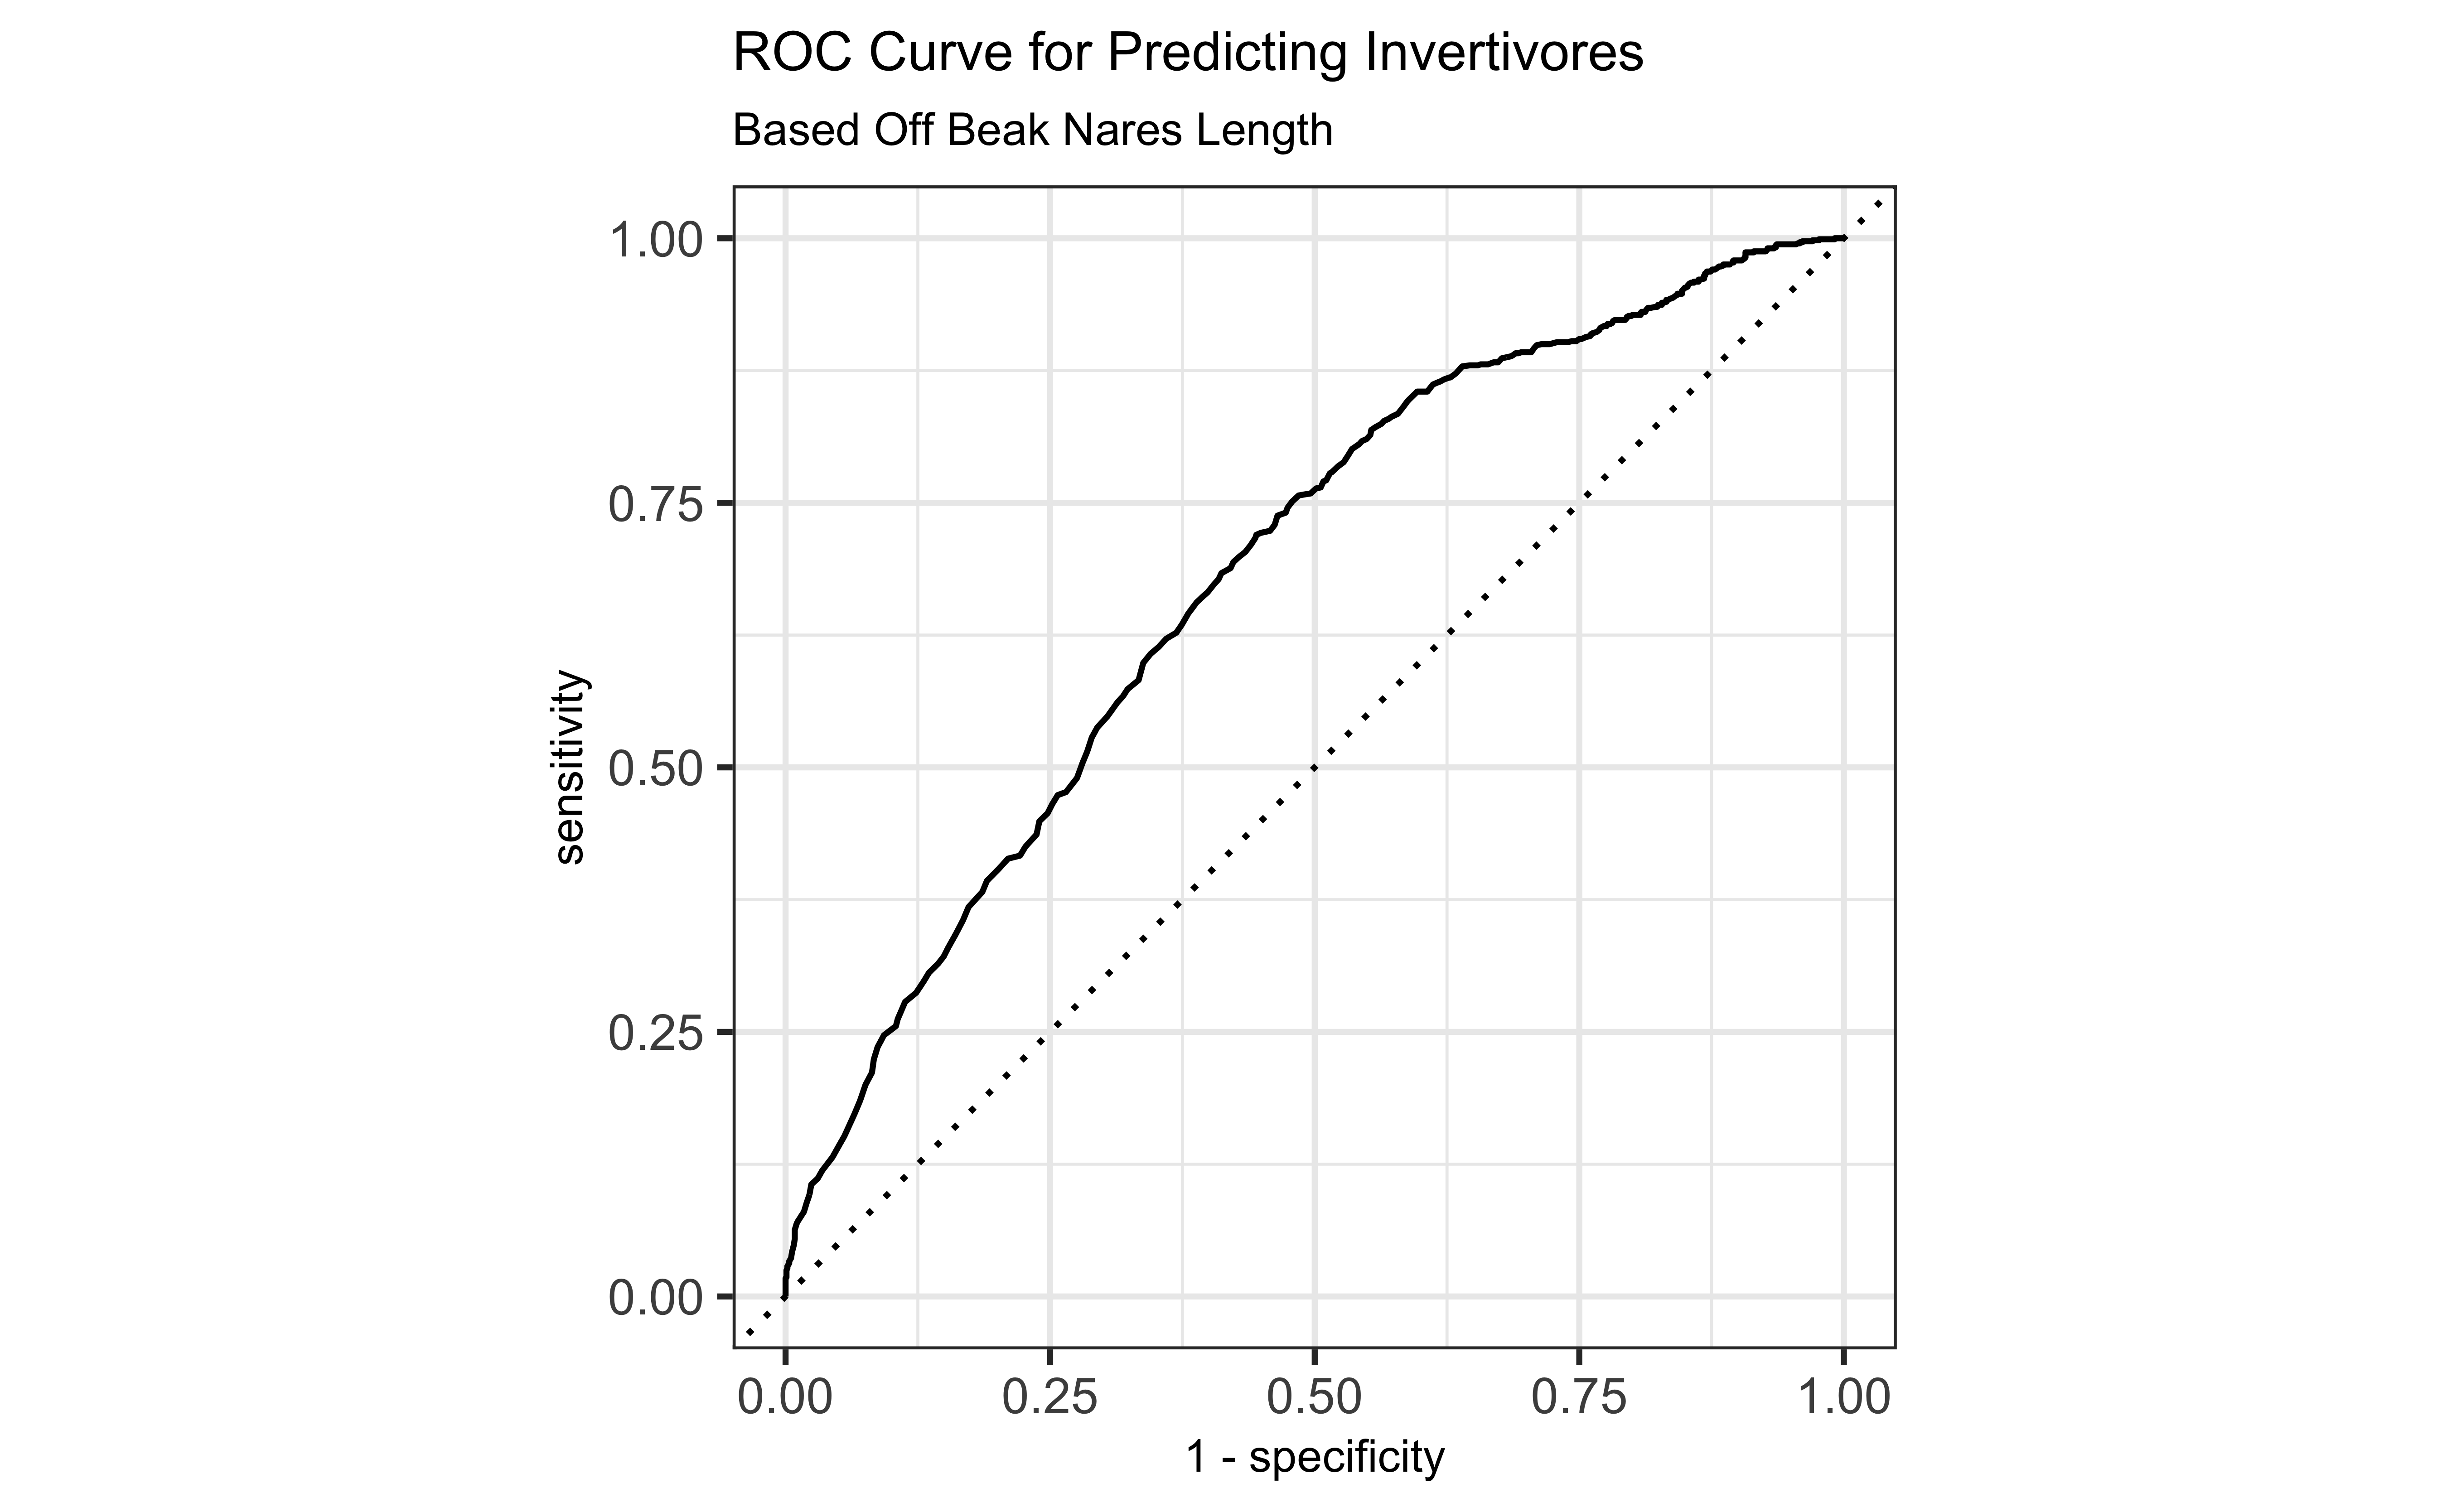 ROC Curve for Predicting Invertivores
Based Off Beak Nares Length
1.00
0.75
0.50
0.25
0.00
sensitivity
0.00 0.25 0.50 0.75 1.00
1 - specificity